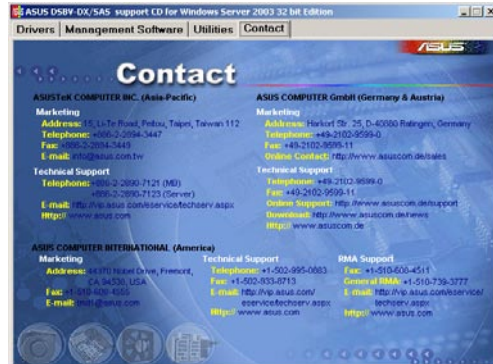 ASUS DSBV-DX/SAS support CD for Windows Server 2003 32 bit Edition
Drivers Management Software Utilities Contact
ASUS
Contact
ASUSTeK COMPUTER INC. (Asia-Pacific)
Marketing
Address: 15, Li-Te Road, Peitou, Taipei, Taiwan 112
Telephone: +886-2-2894-3447
Fax: +886-2-2894-3449
E-mail: info@asus.com.tw
Technical Support
Telephone: +886-2-2890-7121 (MB)
+886-2-2890-7123 (Server)
E-mail: http://vip.asus.com/eservice/techserv.aspx
Http:// www.asus.com
ASUS COMPUTER GmbH (Germany & Austria)
Marketing
Address: Harkort Str. 25, D-40880 Ratingen, Germany
Telephone: +49-2102-9599-0
Fax: +49-2102-9599-11
Online Contact: http://www.asuscom.de/sales
Technical Support
Telephone: +49-2102-9599-0
Fax: +49-2102-9599-11
Online Support: http://www.asuscom.de/support
Download: http://www.asuscom.de/news
Http:// www.asuscom.de
ASUS COMPUTER INTERNATIONAL (America)
Marketing
Address: 44370 Nobel Drive, Fremont,
CA 94538, USA
Fax: +1-510-608-4555
E-mail:
Technical Support
Telephone: +1-502-995-0883
Fax: +1-502-933-8713
E-mail: http://vip.asus.com/
eservice/techserv.aspx
Http:// www.asus.com
RMA Support
Fax: +1-510-608-4511
General RMA: +1-510-739-3777
E-mail: http://vip.asus.com/eservice/
techserv.aspx